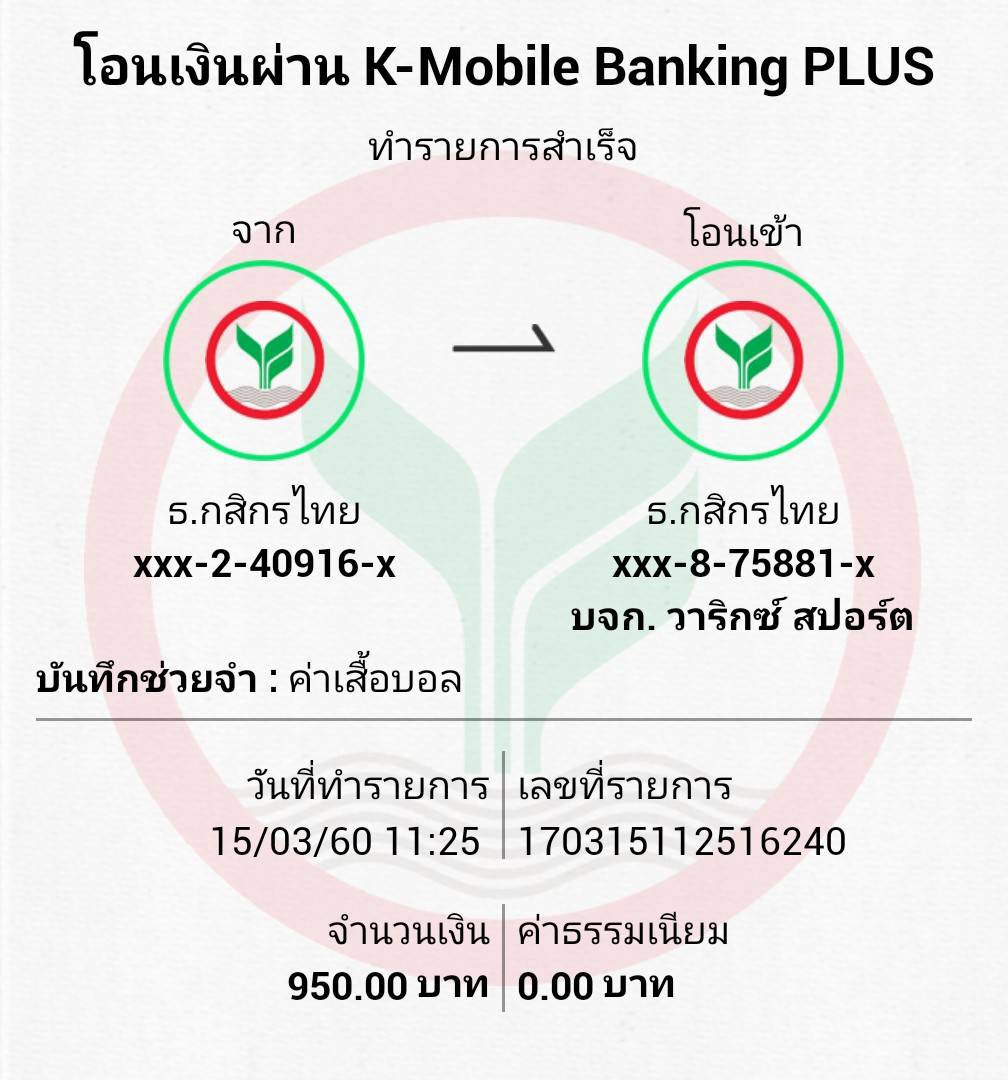 โอนเงินผ่าน K-Mobile Banking PLUS
ทำรายการสำเร็จ
จาก
โอนเข้า
ธ.กสิกรไทย
xxx-2-40916-x
ธ.กสิกรไทย
xxx-8-75881-x
บจก. วาริกซ์ สปอร์ต
บันทึกช่วยจำ : ค่าเสื้อบอล
วันที่ทำรายการ
15/03/60 11:25
เลขที่รายการ
170315112516240
จำนวนเงิน
950.00 บาท
ค่าธรรมเนียม
0.00 บาท